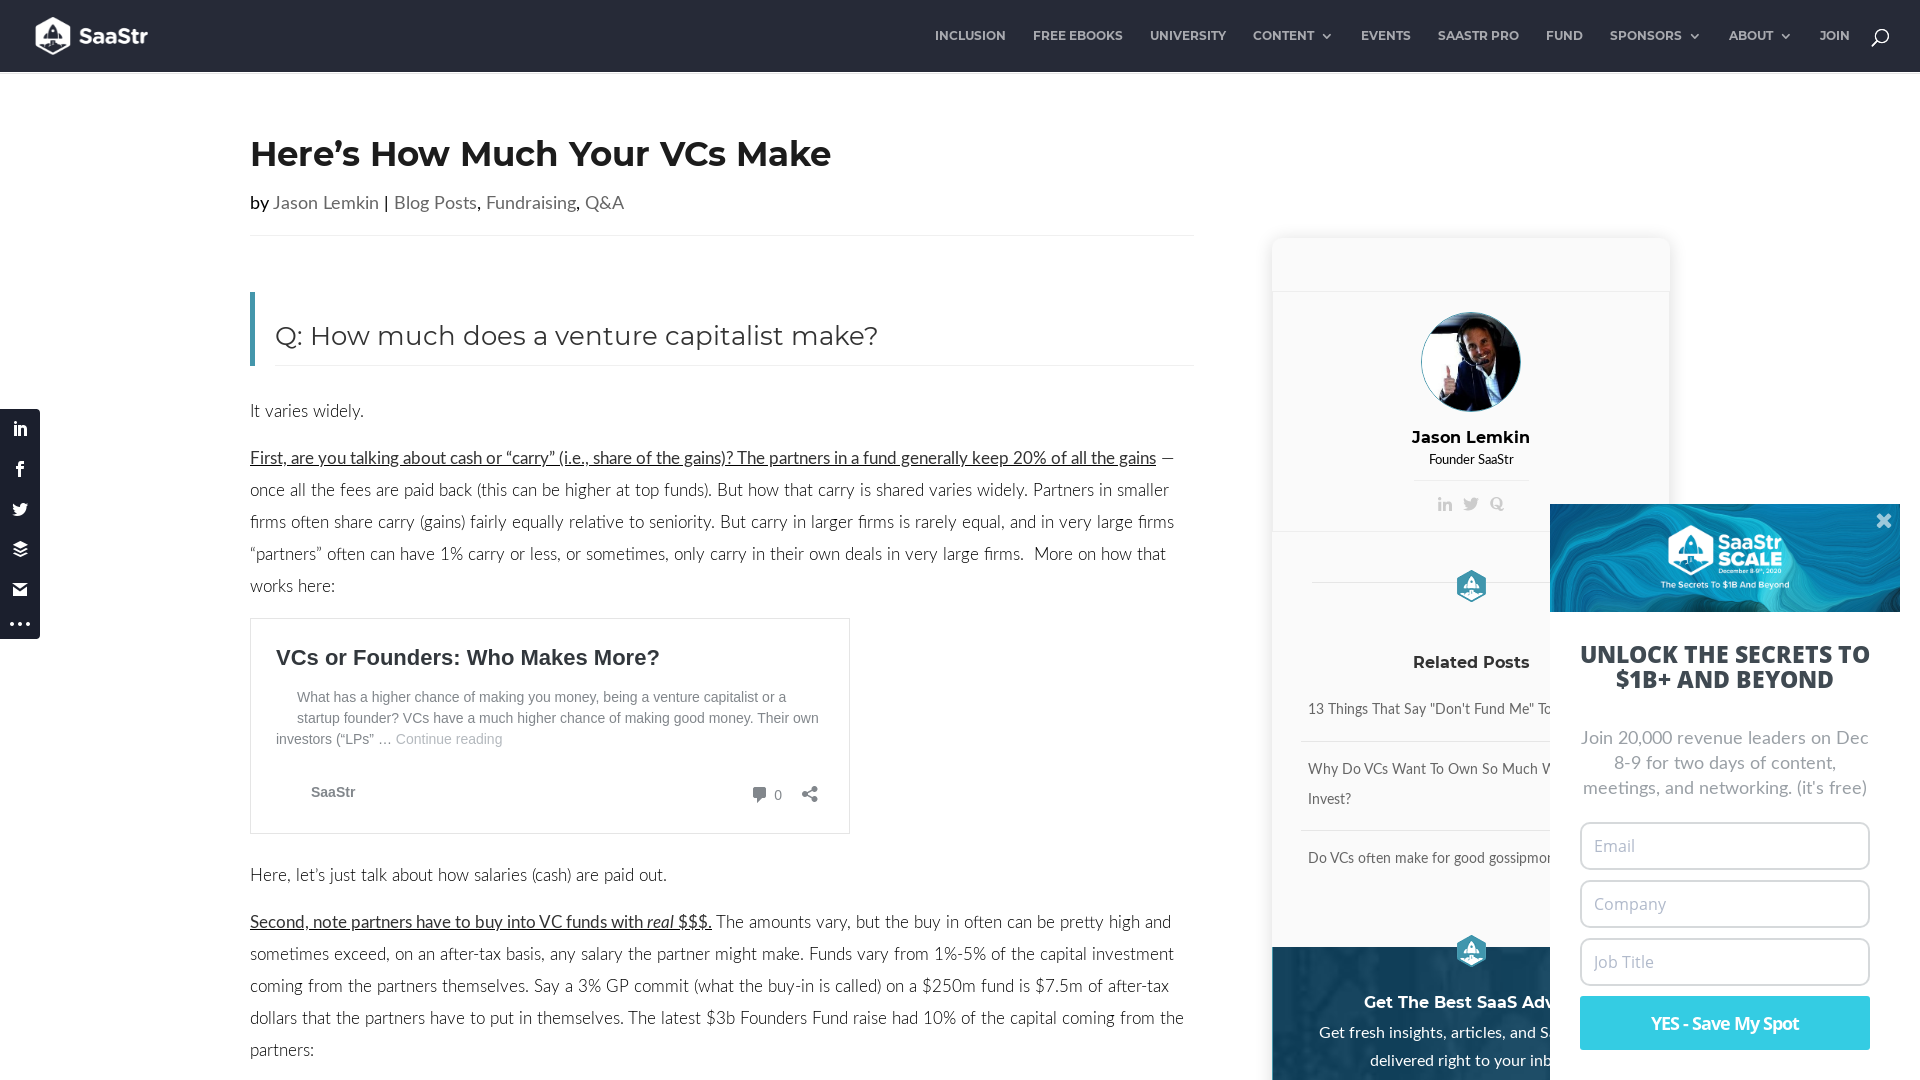 SaaStr
INCLUSION FREE EBOOKS UNIVERSITY CONTENT EVENTS SAASTR PRO FUND SPONSORS ABOUT JOIN
Here’s How Much Your VCs Make
by Jason Lemkin | Blog Posts, Fundraising, Q&A
Q: How much does a venture capitalist make?
It varies widely.
First, are you talking about cash or “carry” (i.e., share of the gains)? The partners in a fund generally keep 20% of all the gains —
once all the fees are paid back (this can be higher at top funds). But how that carry is shared varies widely. Partners in smaller
firms often share carry (gains) fairly equally relative to seniority. But carry in larger firms is rarely equal, and in very large firms
“partners” often can have 1% carry or less, or sometimes, only carry in their own deals in very large firms.  More on how that
works here:
VCs or Founders: Who Makes More?
What has a higher chance of making you money, being a venture capitalist or a
startup founder? VCs have a much higher chance of making good money. Their own
investors (“LPs” … Continue reading
SaaStr
0
Here, let’s just talk about how salaries (cash) are paid out.
Second, note partners have to buy into VC funds with real $$$. The amounts vary, but the buy in often can be pretty high and
sometimes exceed, on an after-tax basis, any salary the partner might make. Funds vary from 1%-5% of the capital investment
coming from the partners themselves. Say a 3% GP commit (what the buy-in is called) on a $250m fund is $7.5m of after-tax
dollars that the partners have to put in themselves. The latest $3b Founders Fund raise had 10% of the capital coming from the
partners:
Jason Lemkin
Founder SaaStr
Related Posts
13 Things That Say "Don't Fund Me" To
Why Do VCs Want To Own So Much W
Invest?
Do VCs often make for good gossipmon
Get The Best SaaS Adv
Get fresh insights, articles, and Sa
delivered right to your inb
SaaStr
SCALE
December 8-9th, 2020
The Secrets To $1B And Beyond
UNLOCK THE SECRETS TO
$1B+ AND BEYOND
Join 20,000 revenue leaders on Dec
8-9 for two days of content,
meetings, and networking. (it's free)
Email
Company
Job Title
YES - Save My Spot